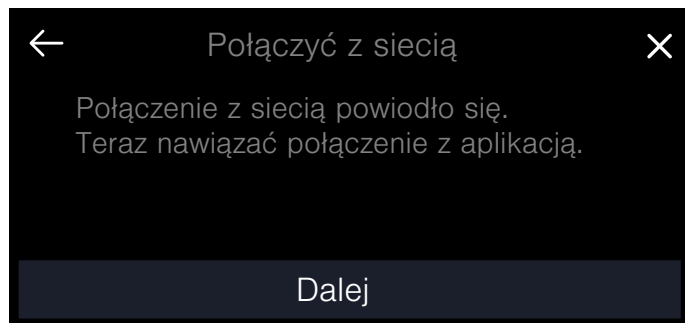 Połączyć z siecią
Połączenie z siecią powiodło się.
Teraz nawiązać połączenie z aplikacją.
Dalej